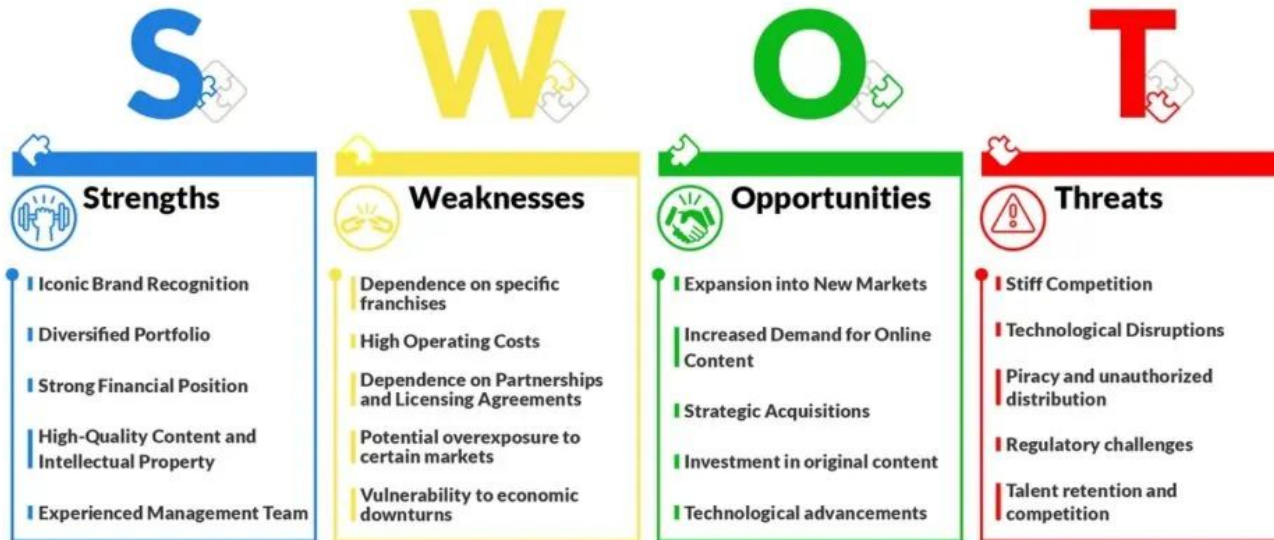 S
W
O
T
Strengths
Iconic Brand Recognition
Diversified Portfolio
Strong Financial Position
High-Quality Content and
Intellectual Property
Experienced Management Team
Weaknesses
Dependence on specific
franchises
High Operating Costs
Dependence on Partnerships
and Licensing Agreements
Potential overexposure to
certain markets
Vulnerability to economic
downturns
Opportunities
Expansion into New Markets
Increased Demand for Online
Content
Strategic Acquisitions
Investment in original content
Technological advancements
Threats
Stiff Competition
Technological Disruptions
Piracy and unauthorized
distribution
Regulatory challenges
Talent retention and
competition